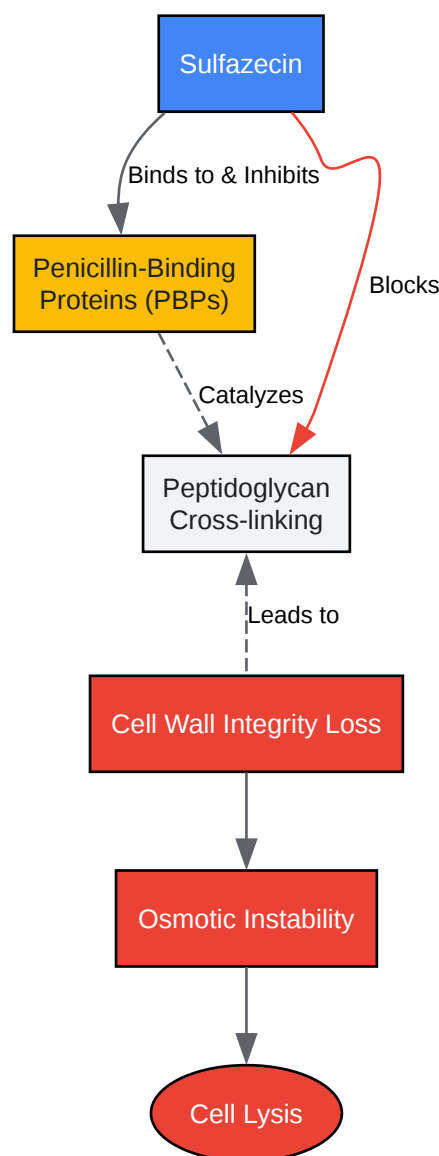 Sulfazecin
Binds to & Inhibits
Penicillin-Binding
Proteins (PBPs)
Blocks
Catalyzes
Peptidoglycan
Cross-linking
Leads to
Cell Wall Integrity Loss
Osmotic Instability
Cell Lysis